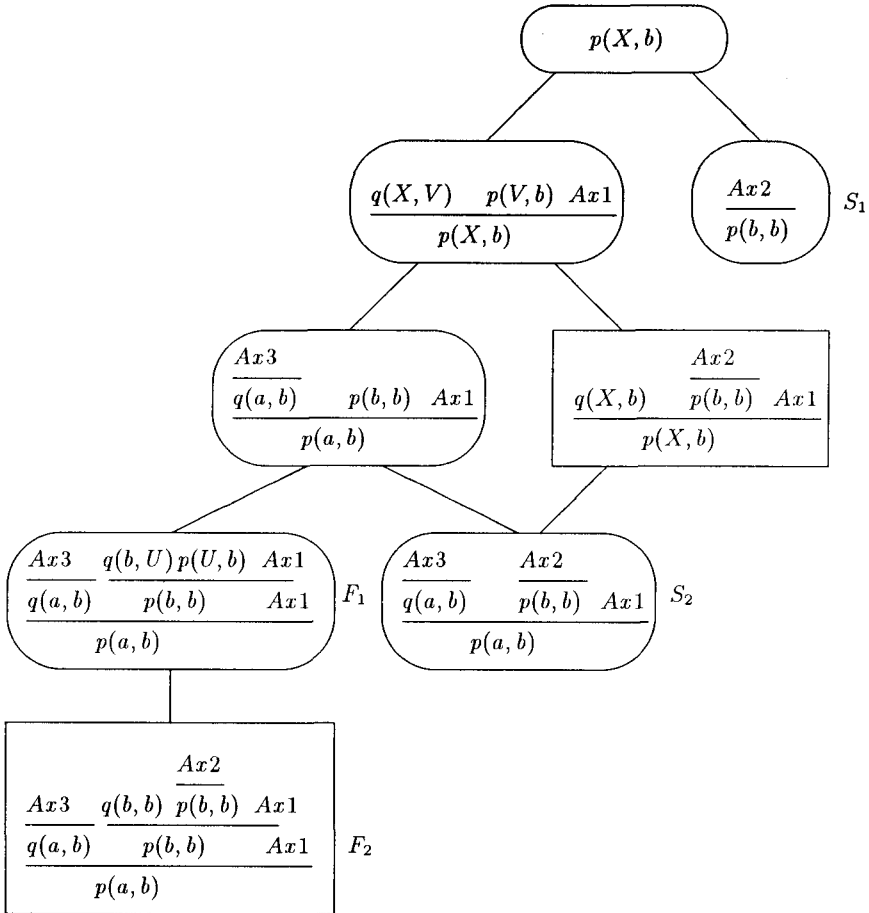 p(X, b)
q(X, V) p(V, b) Ax1
p(X, b)
Ax2
p(b, b)
S₁
Ax3
q(a, b) p(b, b) Ax1
p(a, b)
Ax2
q(X, b) p(b, b) Ax1
p(X, b)
Ax3 q(b, U) p(U, b) Ax1
q(a, b) p(b, b) Ax1
p(a, b)
F₁
Ax3 Ax2
q(a, b) p(b, b) Ax1
p(a, b)
S₂
Ax2
Ax3 q(b, b) p(b, b) Ax1
q(a, b) p(b, b) Ax1
p(a, b)
F₂